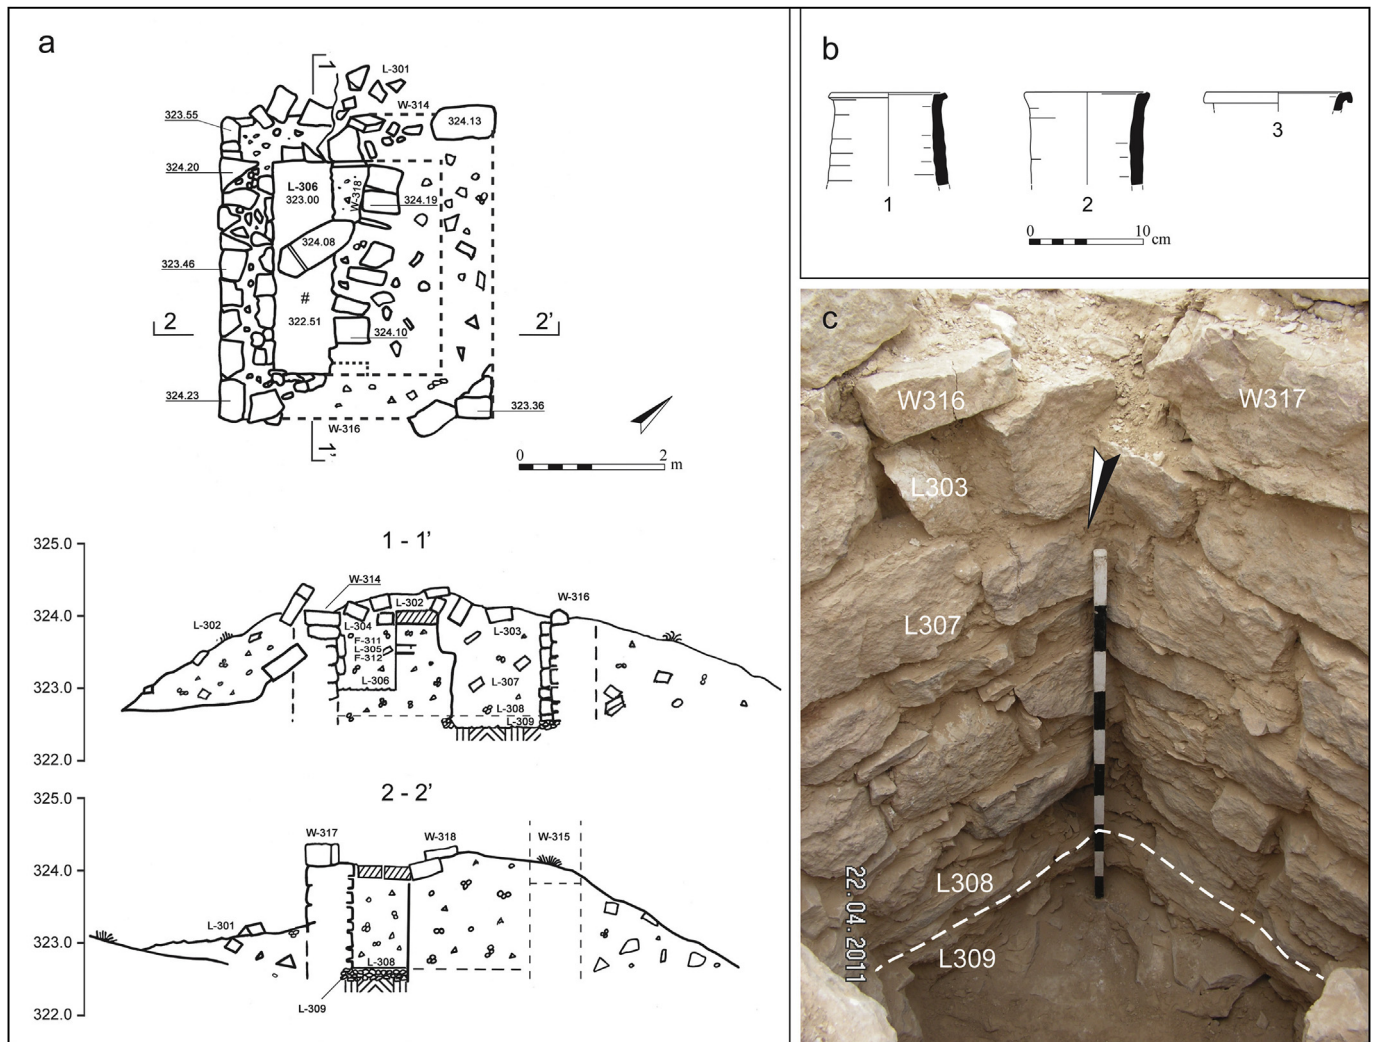 a
1
L-301
W-314
323.55
324.13
324.20
L-306
323.00
W-318
324.19
324.08
323.46
#
322.51
2
2'
324.10
324.23
323.36
W-316
1'
0 2 m
1 - 1'
325.0
324.0
323.0
322.0
W-314
W-316
L-302
L-302
L-304
L-303
F-311
L-305
F-312
L-306
L-307
L-308
L-309
2 - 2'
325.0
324.0
323.0
322.0
W-317
W-318
W-315
L-301
L-308
L-309
b
1
2
3
0 10 cm
c
W316
W317
L303
L307
L308
L309
22.04.2011